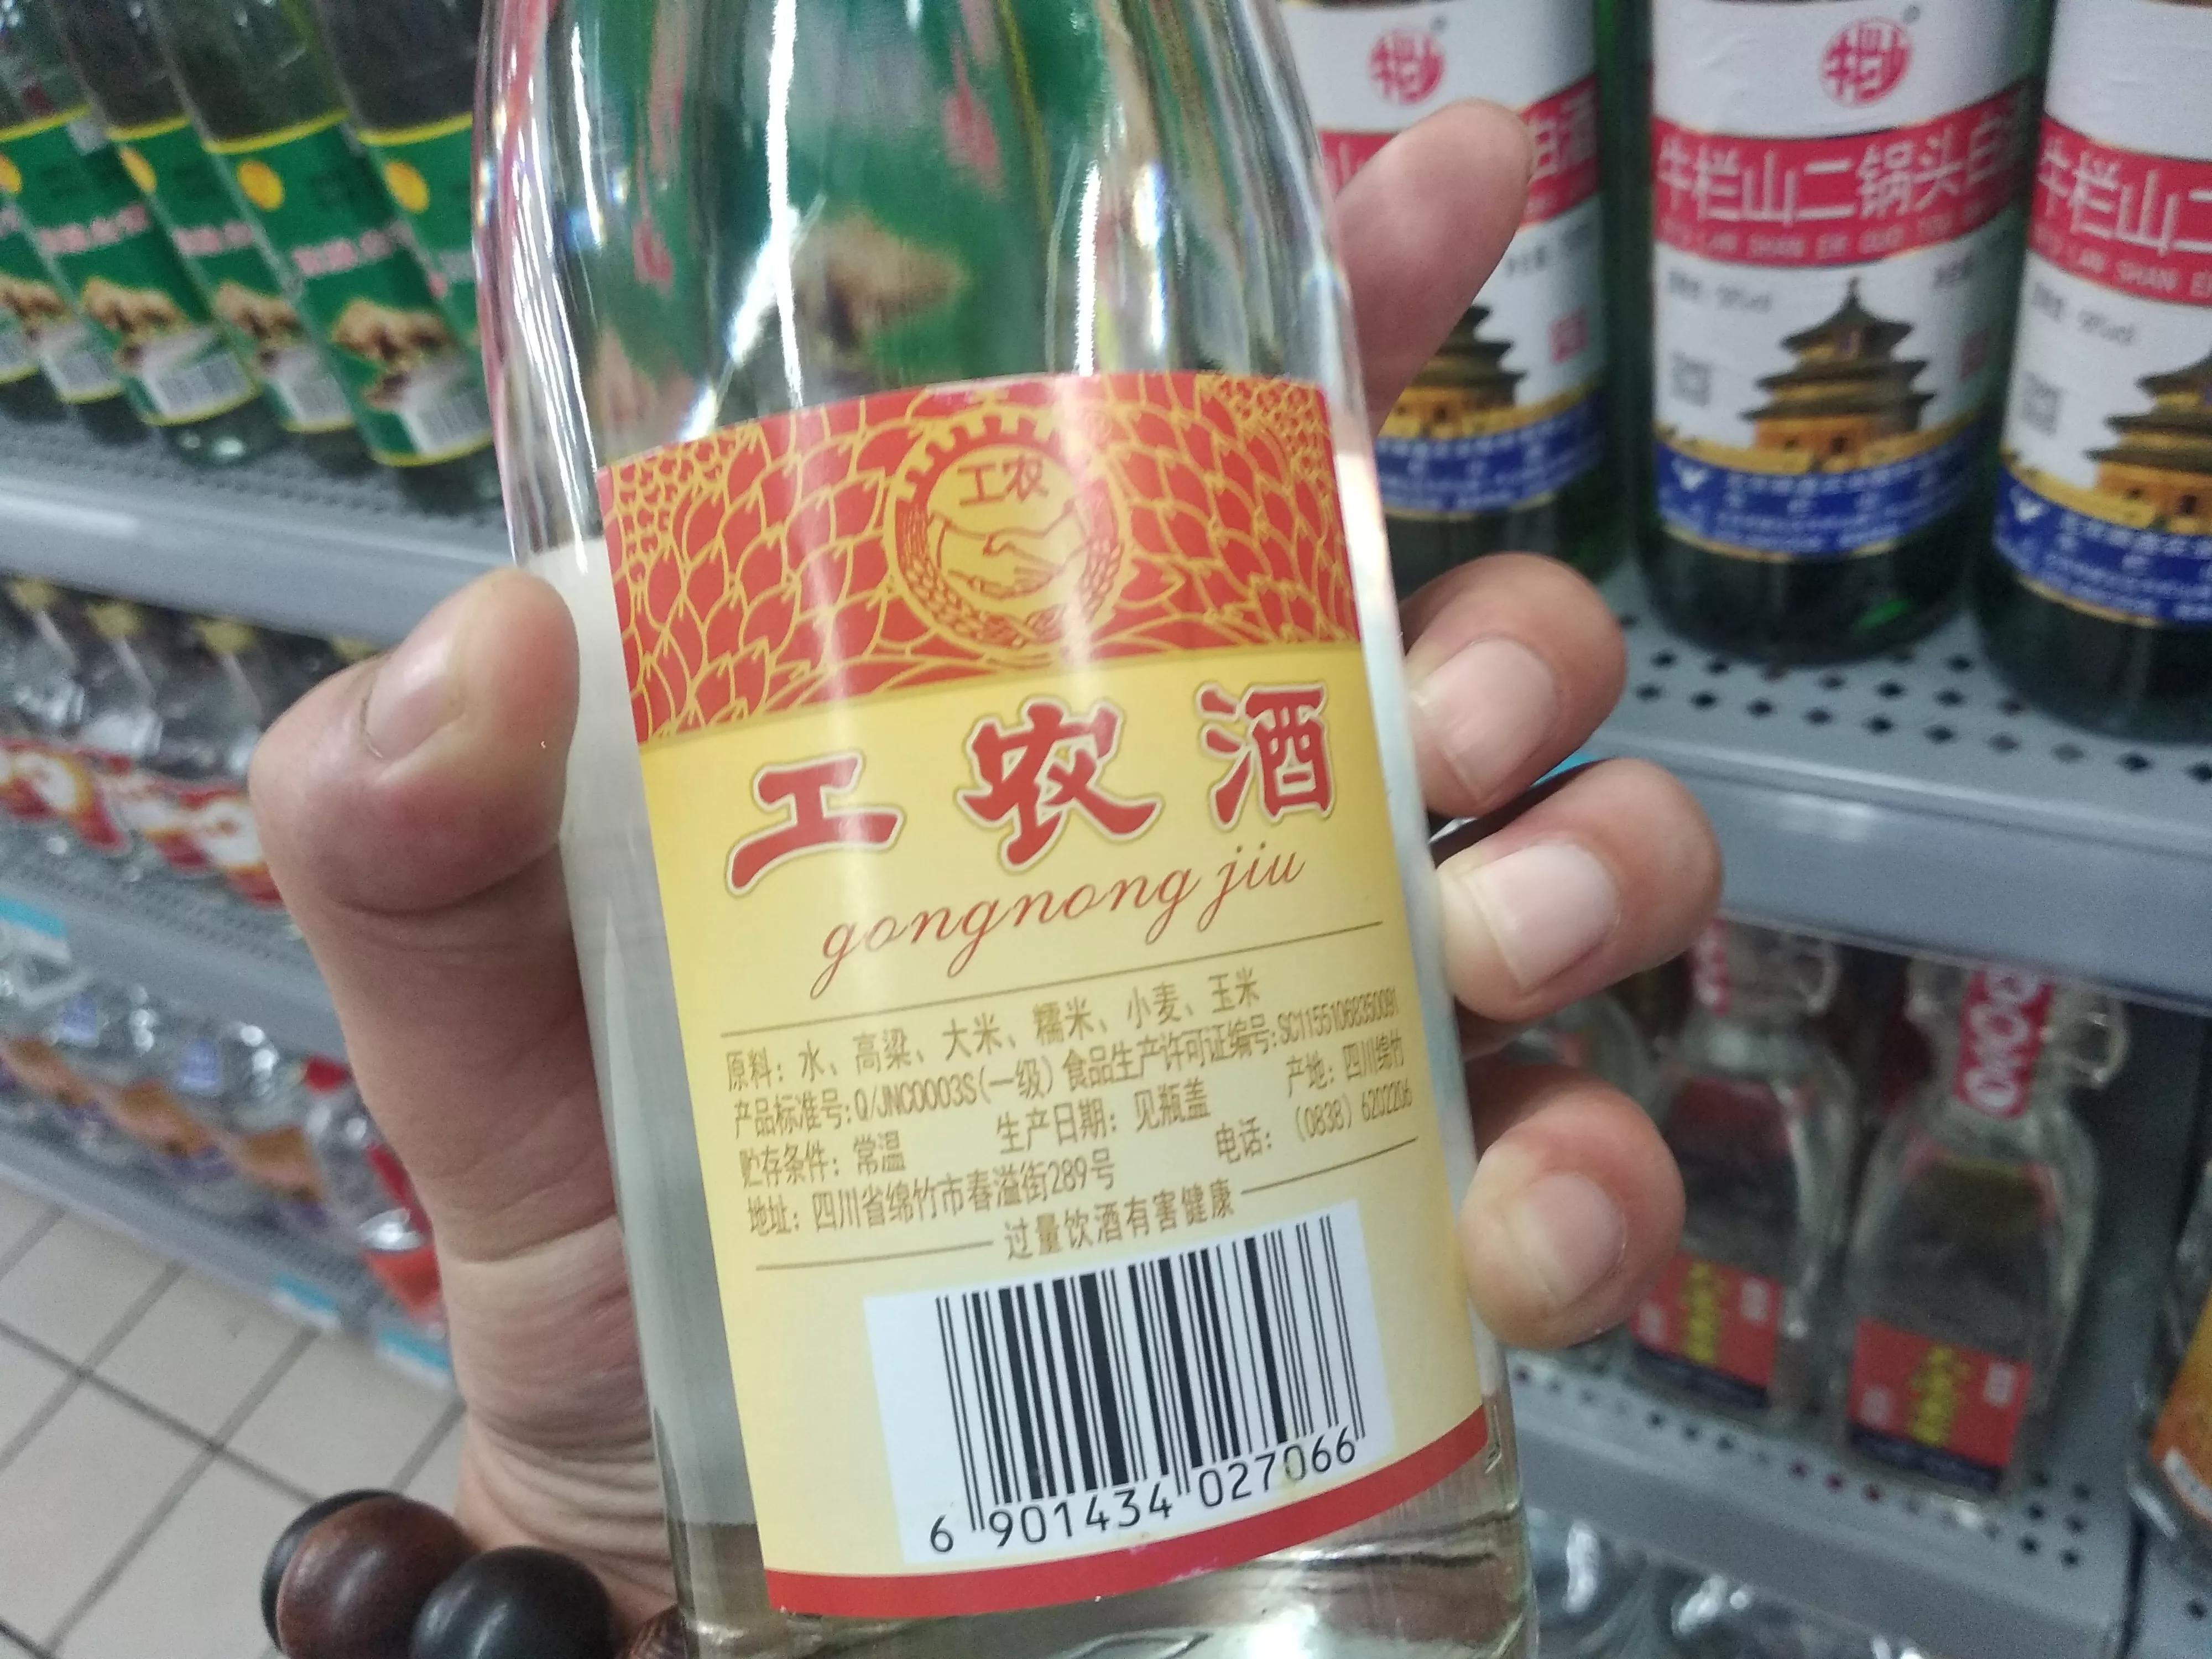 工农
工农酒
gongnong jiu
原料：水、高粱、大米、糯米、小麦、玉米
产品标准号：Q/JNC0003S（一级） 食品生产许可证编号：SC11551068350091
贮存条件：常温 生产日期：见瓶盖 产地：四川绵竹
地址：四川省绵竹市春溢街289号 电话：（0838）6202206
过量饮酒有害健康
6 901434 027066
白酒
牛栏山二锅头白酒
牛栏山二